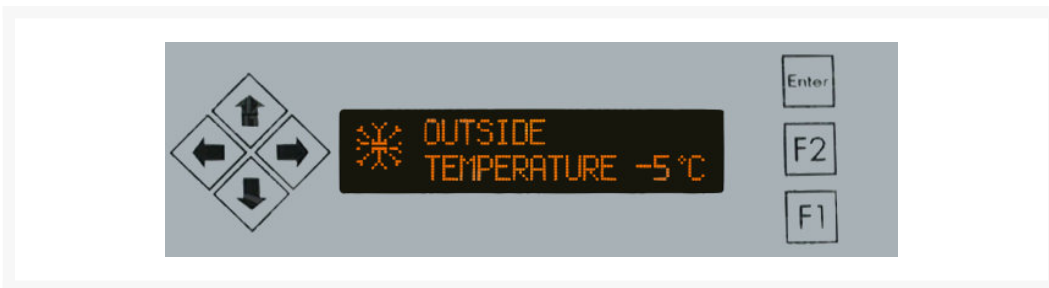 OUTSIDE
TEMPERATURE -5°C
Enter
F2
F1